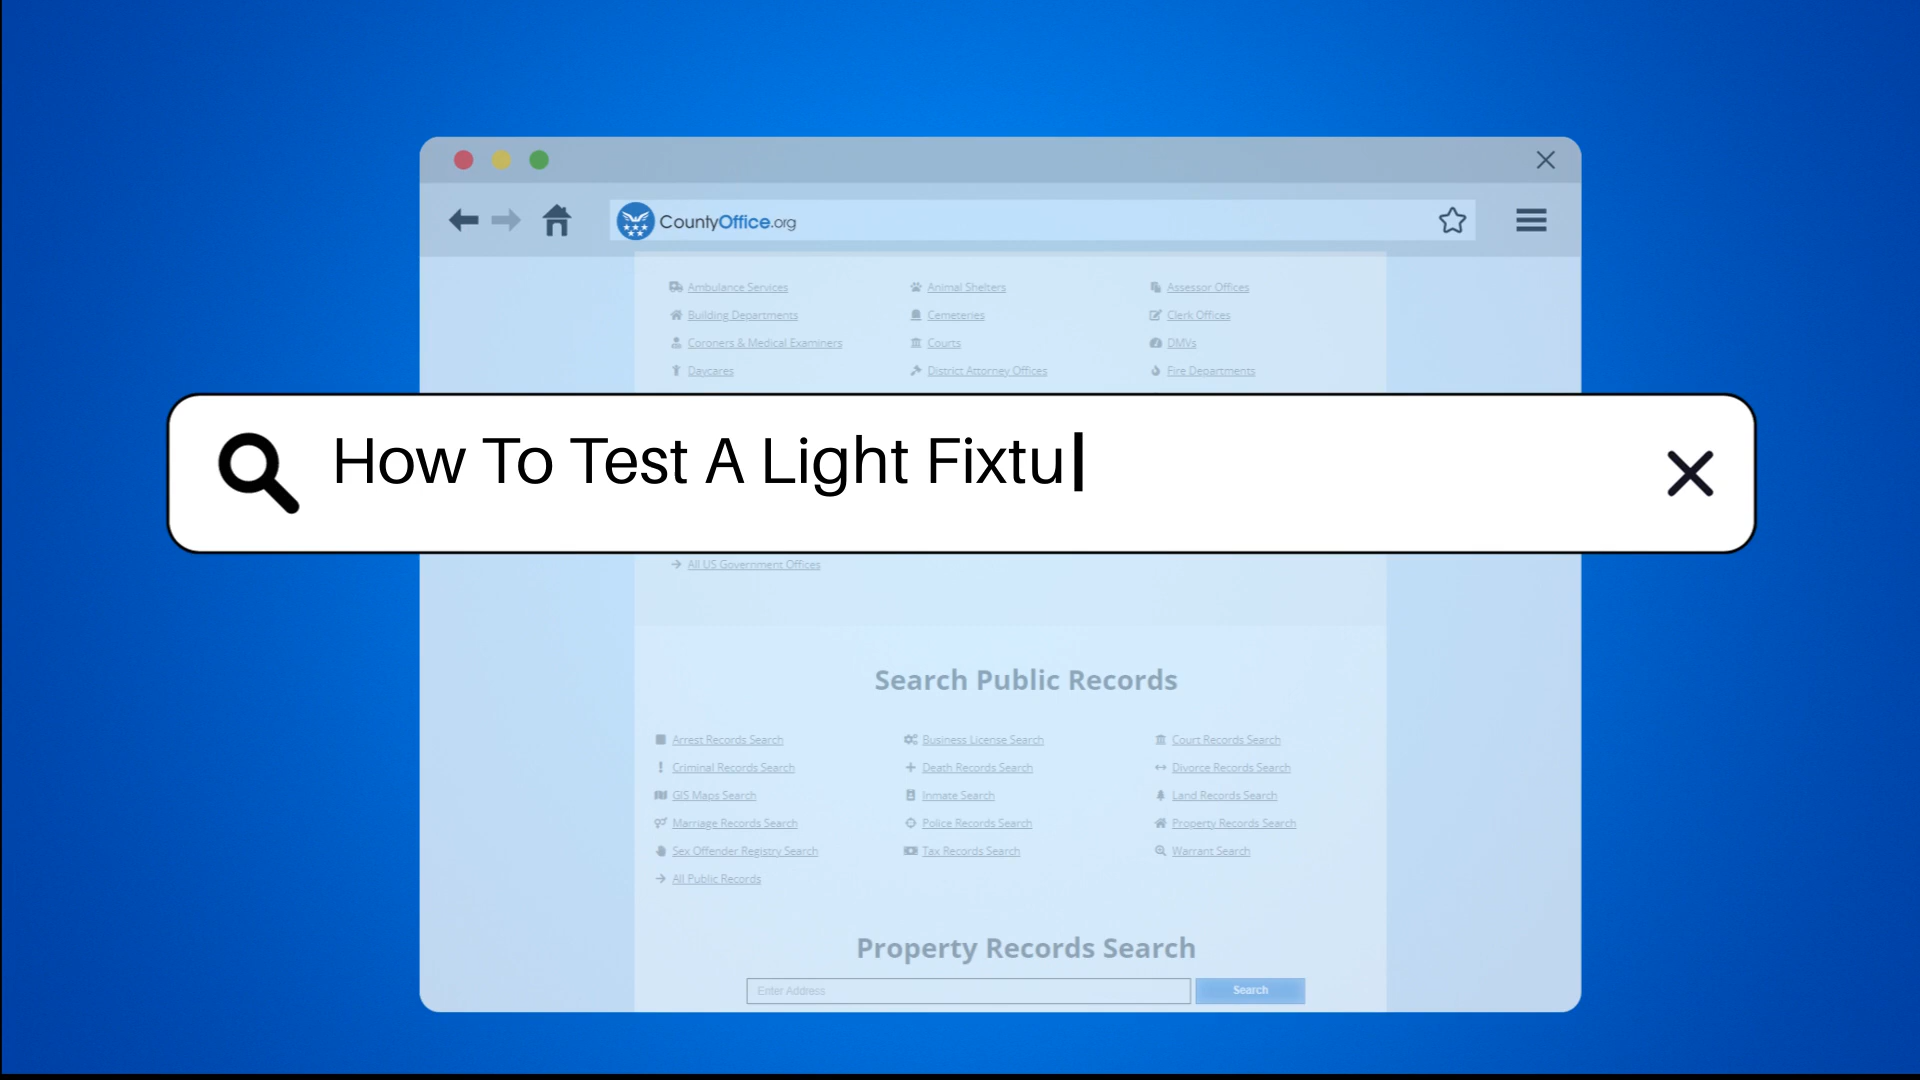 CountyOffice.org
Ambulance Services Animal Shelters Assessor Offices
Building Departments Cemeteries Clerk Offices
Coroners & Medical Examiners Courts DMVs
Daycares District Attorney Offices Fire Departments
How To Test A Light Fixtu
All US Government Offices
Search Public Records
Arrest Records Search Business License Search Court Records Search
Criminal Records Search Death Records Search Divorce Records Search
GIS Maps Search Inmate Search Land Records Search
Marriage Records Search Police Records Search Property Records Search
Sex Offender Registry Search Tax Records Search Warrant Search
All Public Records
Property Records Search
Enter Address Search